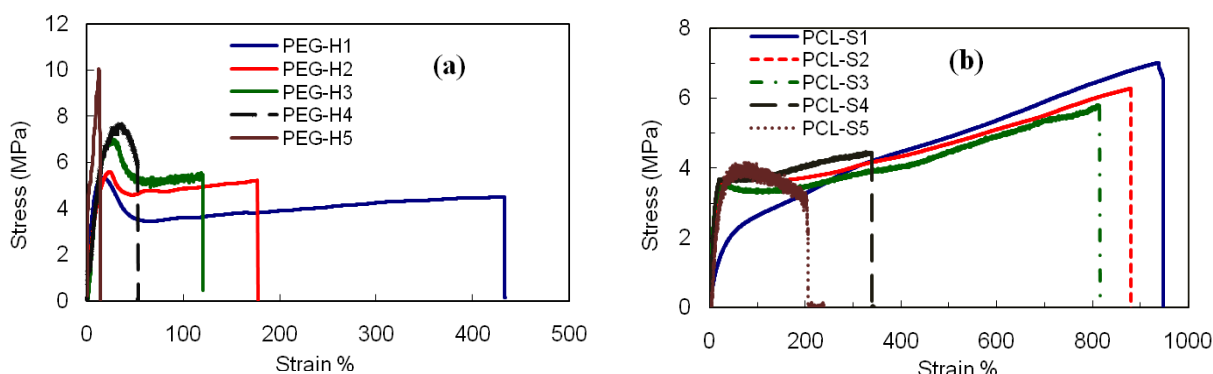 12
10
8
6
4
2
0
Stress (MPa)
PEG-H1
PEG-H2
PEG-H3
PEG-H4
PEG-H5
(a)
0 100 200 300 400 500
Strain %
8
6
4
2
0
Stress (MPa)
PCL-S1
PCL-S2
PCL-S3
PCL-S4
PCL-S5
(b)
0 200 400 600 800 1000
Strain %